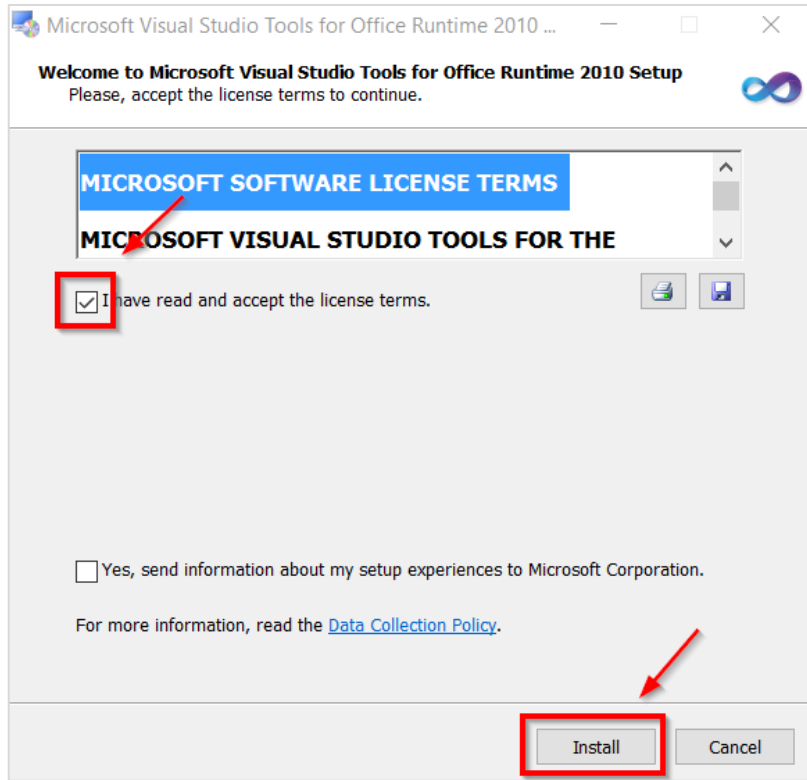 Microsoft Visual Studio Tools for Office Runtime 2010 ...
Welcome to Microsoft Visual Studio Tools for Office Runtime 2010 Setup
Please, accept the license terms to continue.
MICROSOFT SOFTWARE LICENSE TERMS
MICROSOFT VISUAL STUDIO TOOLS FOR THE
I have read and accept the license terms.
Yes, send information about my setup experiences to Microsoft Corporation.
For more information, read the Data Collection Policy.
Install
Cancel